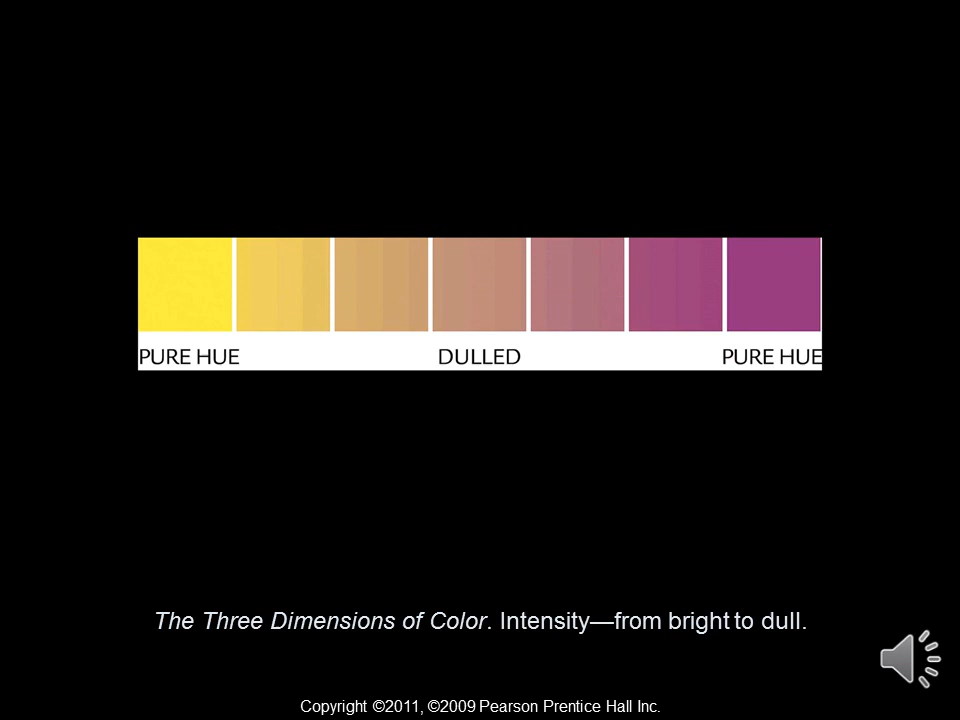 PURE HUE DULLED PURE HUE
The Three Dimensions of Color. Intensity—from bright to dull.
Copyright ©2011, ©2009 Pearson Prentice Hall Inc.